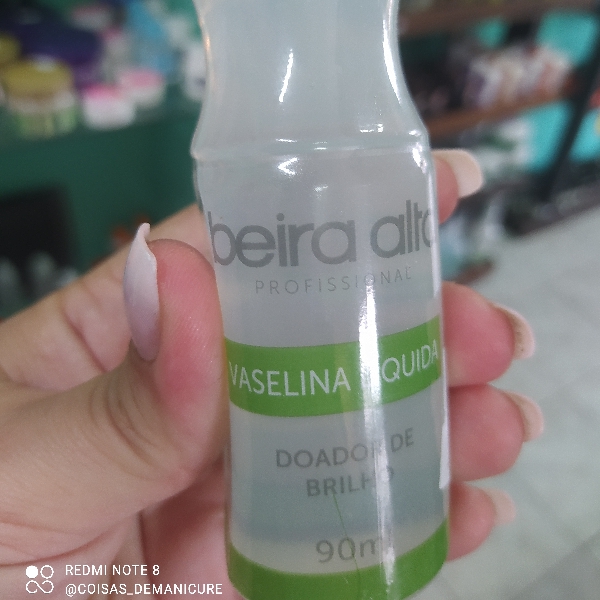 beira alta
PROFISSIONAL
VASELINA LÍQUIDA
DOADOR DE
BRILHO
90ml
REDMI NOTE 8
@COISAS_DEMANICURE